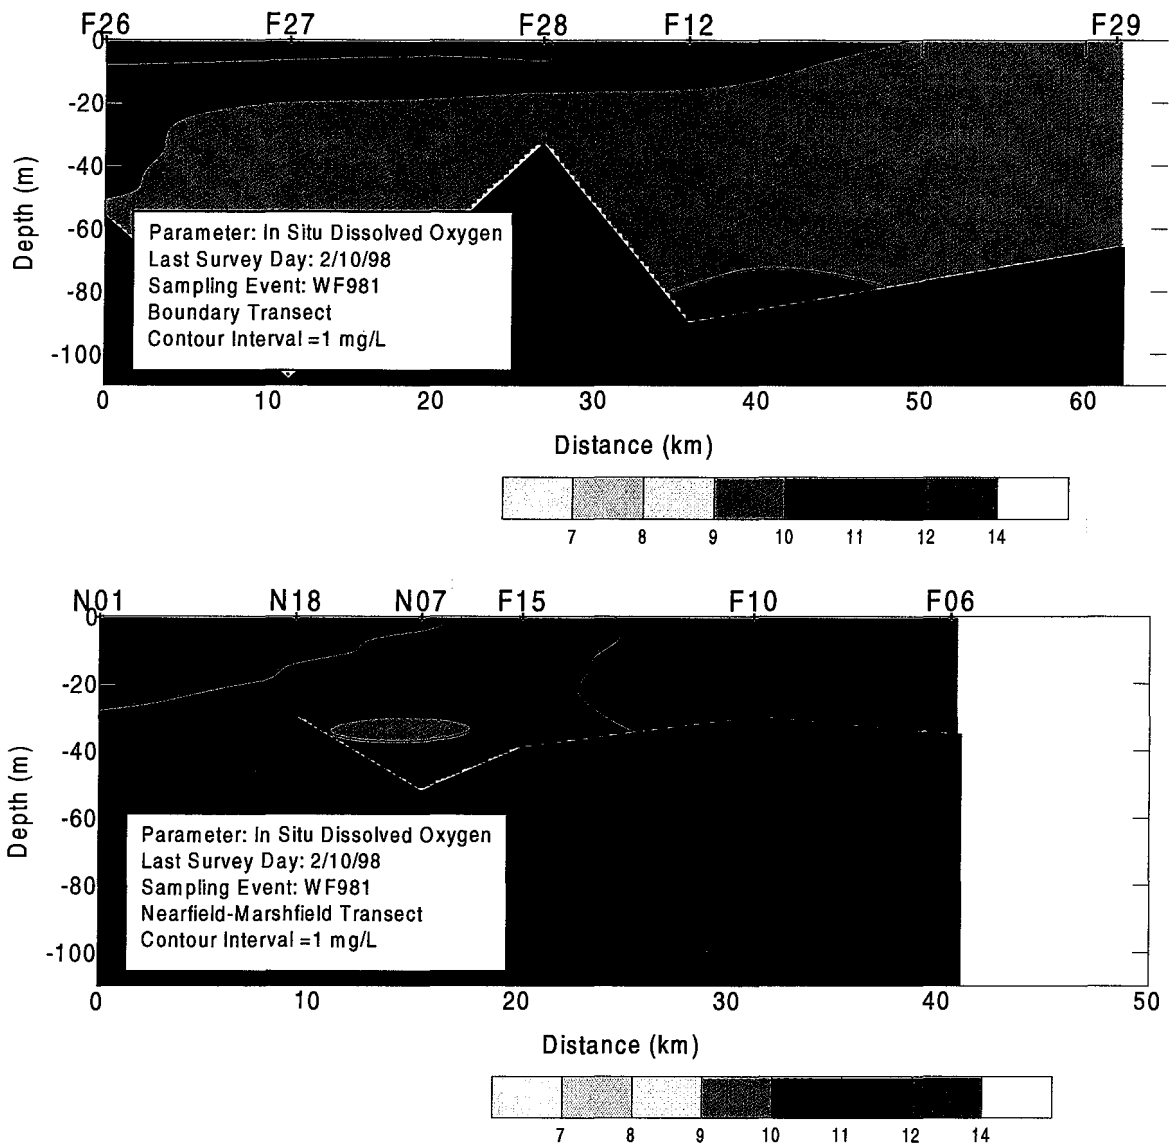 F26 F27 F28 F12 F29
0
-20
-40
-60
-80
-100
Depth (m)
Parameter: In Situ Dissolved Oxygen
Last Survey Day: 2/10/98
Sampling Event: WF981
Boundary Transect
Contour Interval =1 mg/L
0 10 20 30 40 50 60
Distance (km)
7 8 9 10 11 12 14
N01 N18 N07 F15 F10 F06
0
-20
-40
-60
-80
-100
Depth (m)
Parameter: In Situ Dissolved Oxygen
Last Survey Day: 2/10/98
Sampling Event: WF981
Nearfield-Marshfield Transect
Contour Interval =1 mg/L
0 10 20 30 40 50
Distance (km)
7 8 9 10 11 12 14